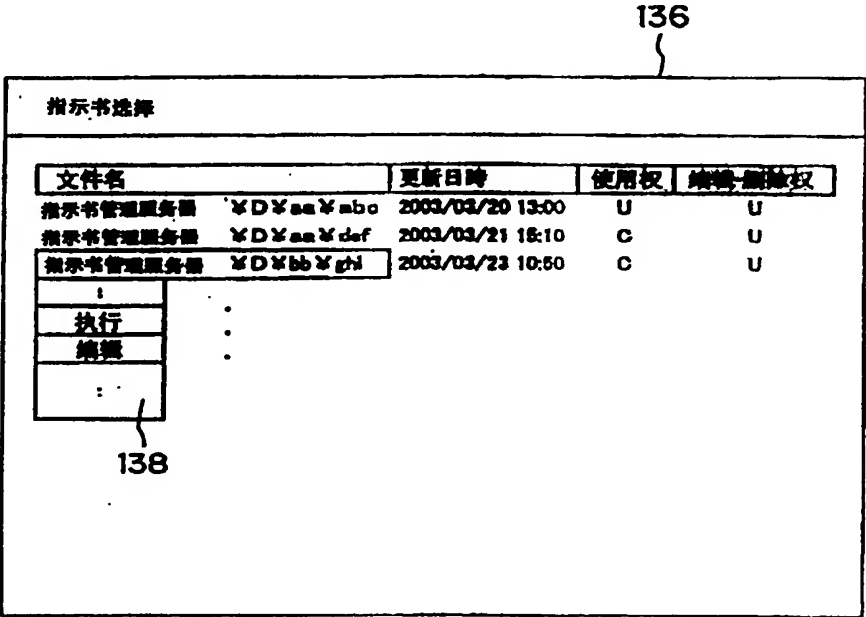 136
指示书选择
文件名 更新日時 使用权 编辑·删除权
指示书管理服务器 ¥D¥aa¥abc 2003/03/20 13:00 U U
指示书管理服务器 ¥D¥aa¥def 2003/03/21 15:10 C U
指示书管理服务器 ¥D¥bb¥ghi 2003/03/23 10:50 C U
:
执行
编辑
:
138